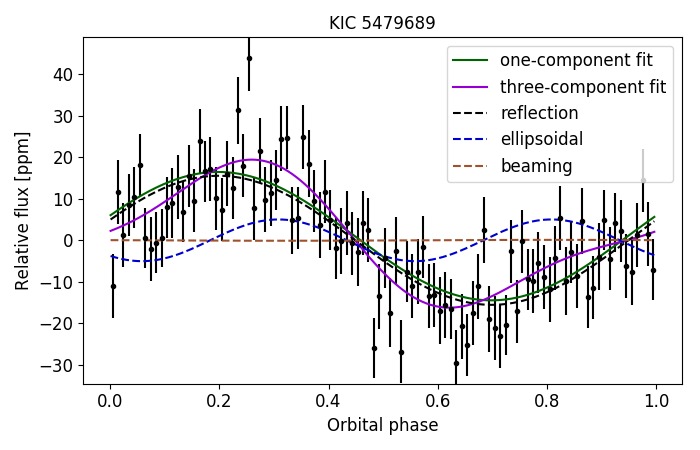 KIC 5479689
one-component fit
three-component fit
reflection
ellipsoidal
beaming
Relative flux [ppm]
40
30
20
10
0
−10
−20
−30
0.0
0.2
0.4
0.6
0.8
1.0
Orbital phase